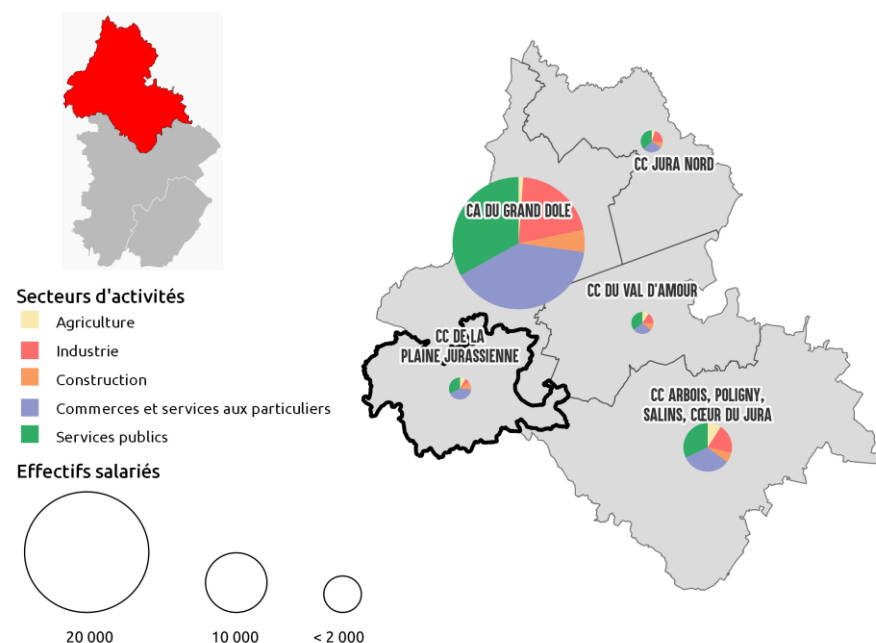 CC JURA NORD
CA DU GRAND DOLE
CC DU VAL D'AMOUR
CC DE LA
PLAINE JURASSIENNE
CC ARBOIS, POLIGNY,
SALINS, CŒUR DU JURA
Secteurs d'activités
Agriculture
Industrie
Construction
Commerces et services aux particuliers
Services publics
Effectifs salariés
20 000
10 000
< 2 000